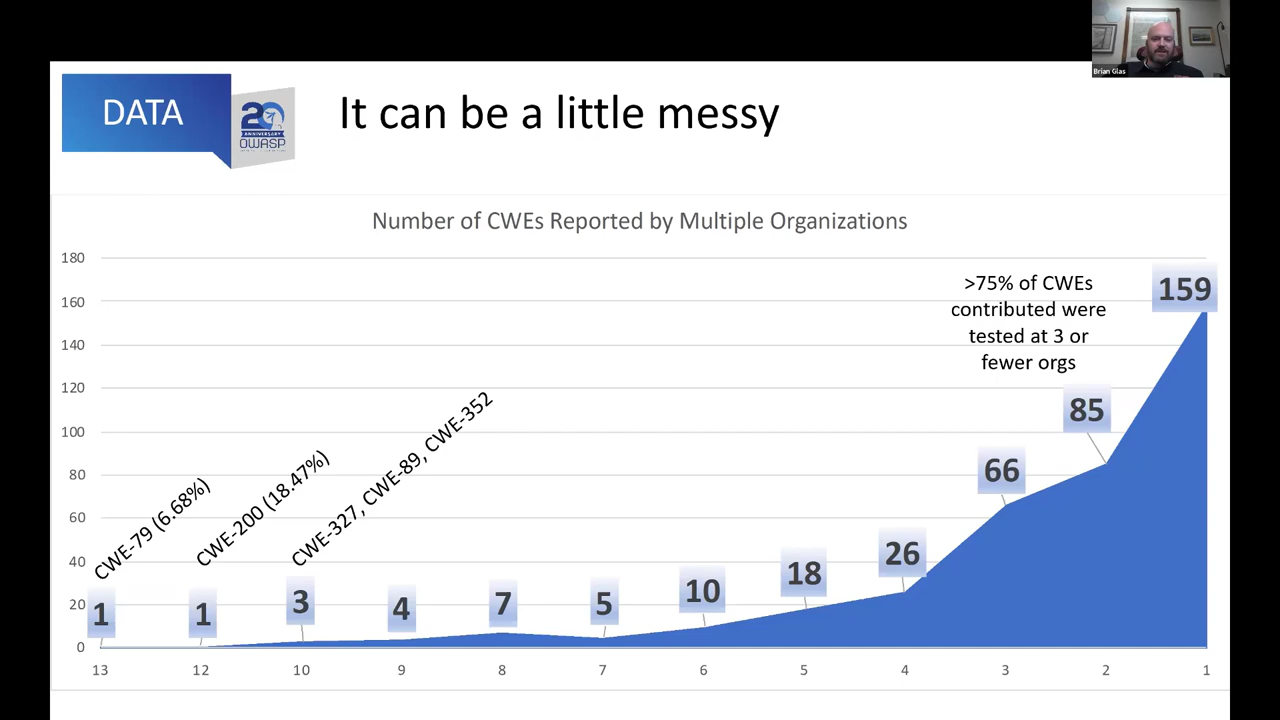 Brian Glas
DATA
20
ANNIVERSARY
OWASP
It can be a little messy
Number of CWEs Reported by Multiple Organizations
180
160
140
120
100
80
60
40
20
0
>75% of CWEs
contributed were
tested at 3 or
fewer orgs
CWE-79 (6.68%)
CWE-200 (18.47%)
CWE-327, CWE-89, CWE-352
1
1
3
4
7
5
10
18
26
66
85
159
13
12
10
9
8
7
6
5
4
3
2
1